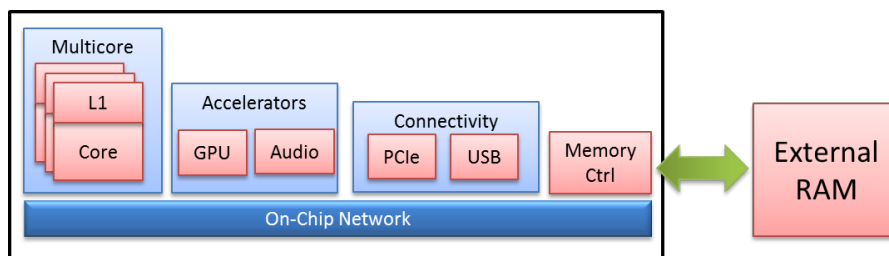 Multicore
L1
Core
Accelerators
GPU
Audio
Connectivity
PCIe
USB
Memory
Ctrl
On-Chip Network
External
RAM